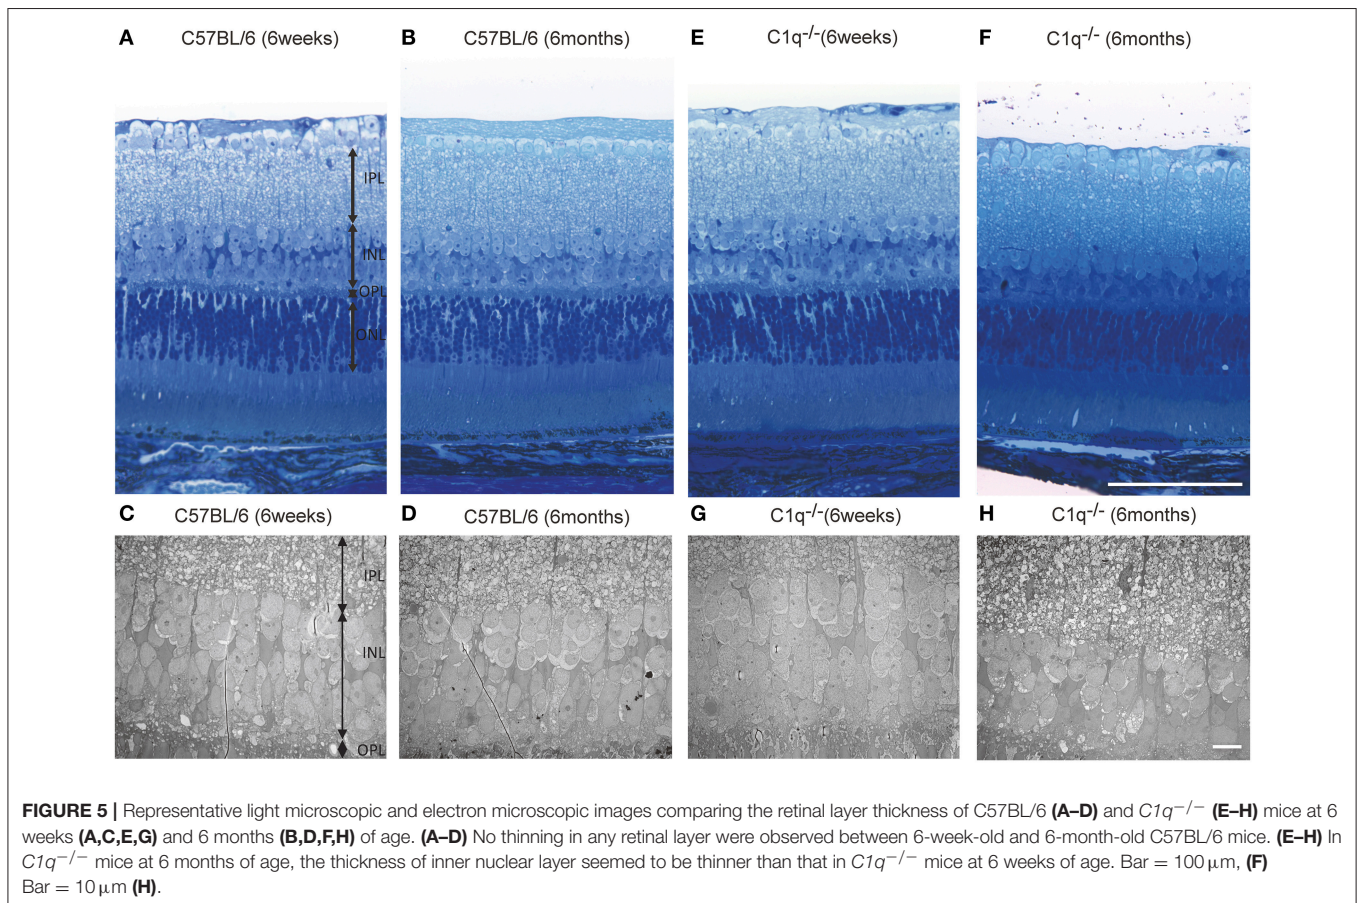 A C57BL/6 (6weeks)
B C57BL/6 (6months)
E C1q-/-(6weeks)
F C1q-/- (6months)
IPL
INL
OPL
ONL
C C57BL/6 (6weeks)
D C57BL/6 (6months)
G C1q-/-(6weeks)
H C1q-/- (6months)
IPL
INL
OPL
FIGURE 5 | Representative light microscopic and electron microscopic images comparing the retinal layer thickness of C57BL/6 (A–D) and C1q−/− (E–H) mice at 6
weeks (A,C,E,G) and 6 months (B,D,F,H) of age. (A–D) No thinning in any retinal layer were observed between 6-week-old and 6-month-old C57BL/6 mice. (E–H) In
C1q−/− mice at 6 months of age, the thickness of inner nuclear layer seemed to be thinner than that in C1q−/− mice at 6 weeks of age. Bar = 100 μm, (F)
Bar = 10 μm (H).